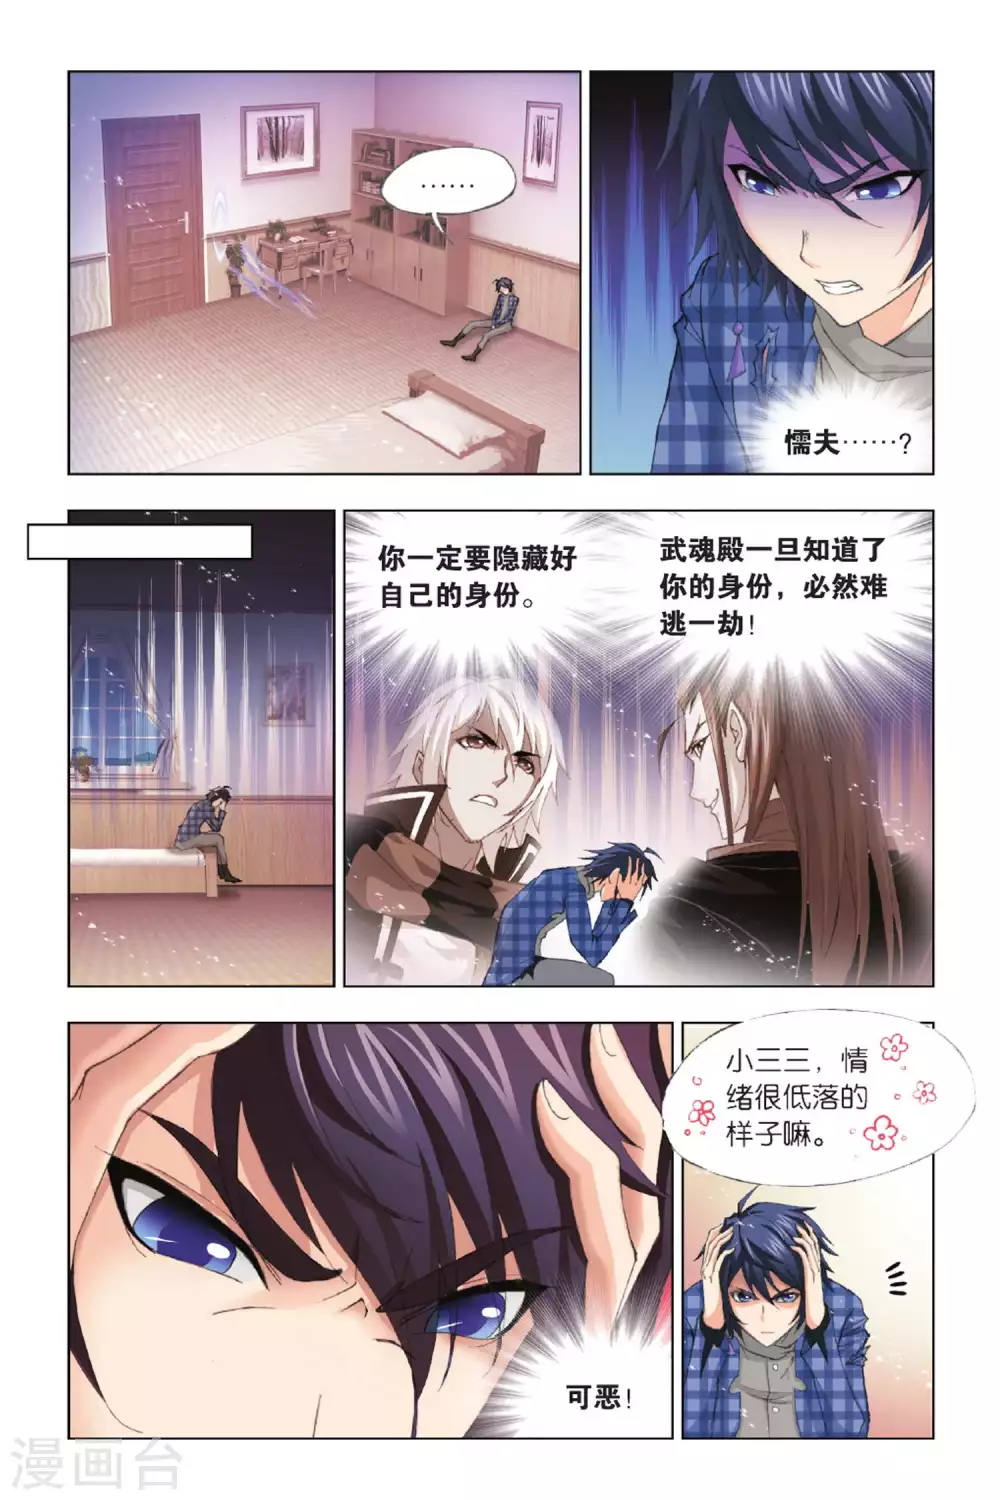 ……
懦夫……？
你一定要隐藏好
自己的身份。
武魂殿一旦知道了
你的身份，必然难
逃一劫！
小三三，情
绪很低落的
样子嘛。
可恶！
漫画台